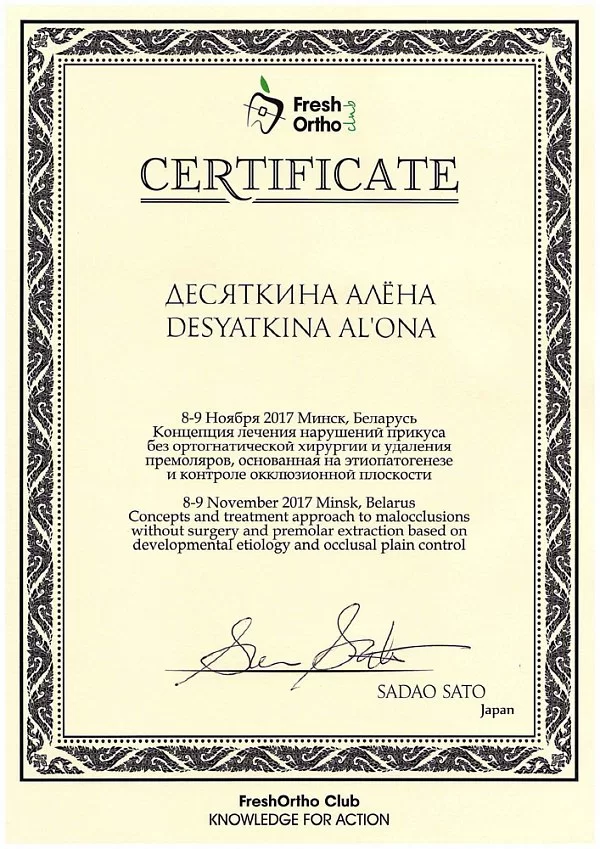 Fresh
Ortho club
CERTIFICATE
ДЕСЯТКИНА АЛЁНА
DESYATKINA AL'ONA
8-9 Ноября 2017 Минск, Беларусь
Концепция лечения нарушений прикуса
без ортогнатической хирургии и удаления
премоляров, основанная на этиопатогенезе
и контроле окклюзионной плоскости
8-9 November 2017 Minsk, Belarus
Concepts and treatment approach to malocclusions
without surgery and premolar extraction based on
developmental etiology and occlusal plain control
SADAO SATO
Japan
FreshOrtho Club
KNOWLEDGE FOR ACTION